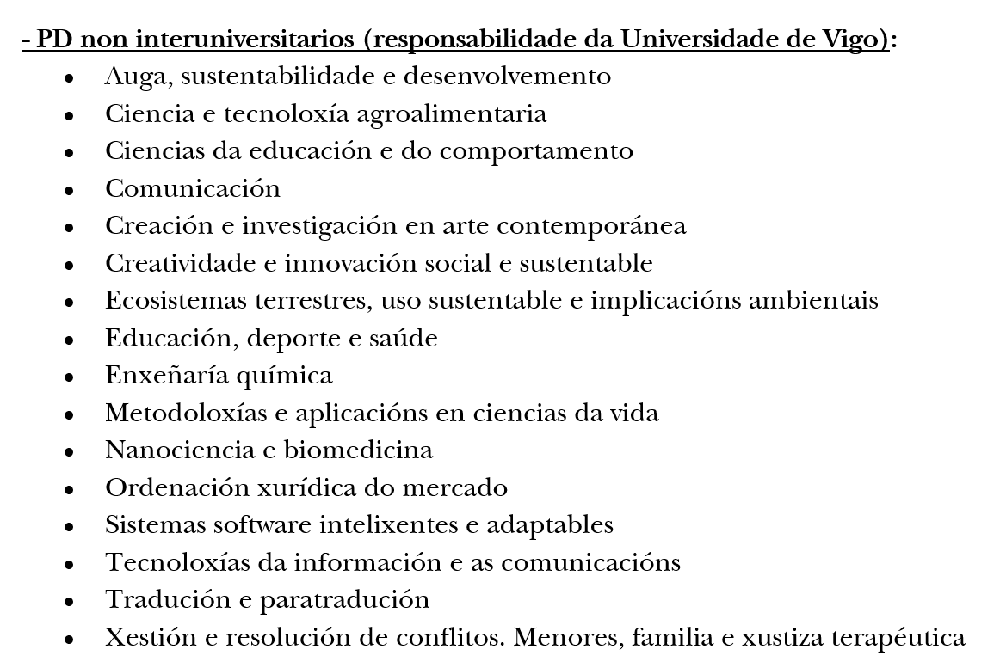 - PD non interuniversitarios (responsabilidade da Universidade de Vigo):
• Auga, sustentabilidade e desenvolvemento
• Ciencia e tecnoloxía agroalimentaria
• Ciencias da educación e do comportamento
• Comunicación
• Creación e investigación en arte contemporánea
• Creatividade e innovación social e sustentable
• Ecosistemas terrestres, uso sustentable e implicacións ambientais
• Educación, deporte e saúde
• Enxeñaría química
• Metodoloxías e aplicacións en ciencias da vida
• Nanociencia e biomedicina
• Ordenación xurídica do mercado
• Sistemas software intelixentes e adaptables
• Tecnoloxías da información e as comunicacións
• Tradución e paratradución
• Xestión e resolución de conflitos. Menores, familia e xustiza terapéutica